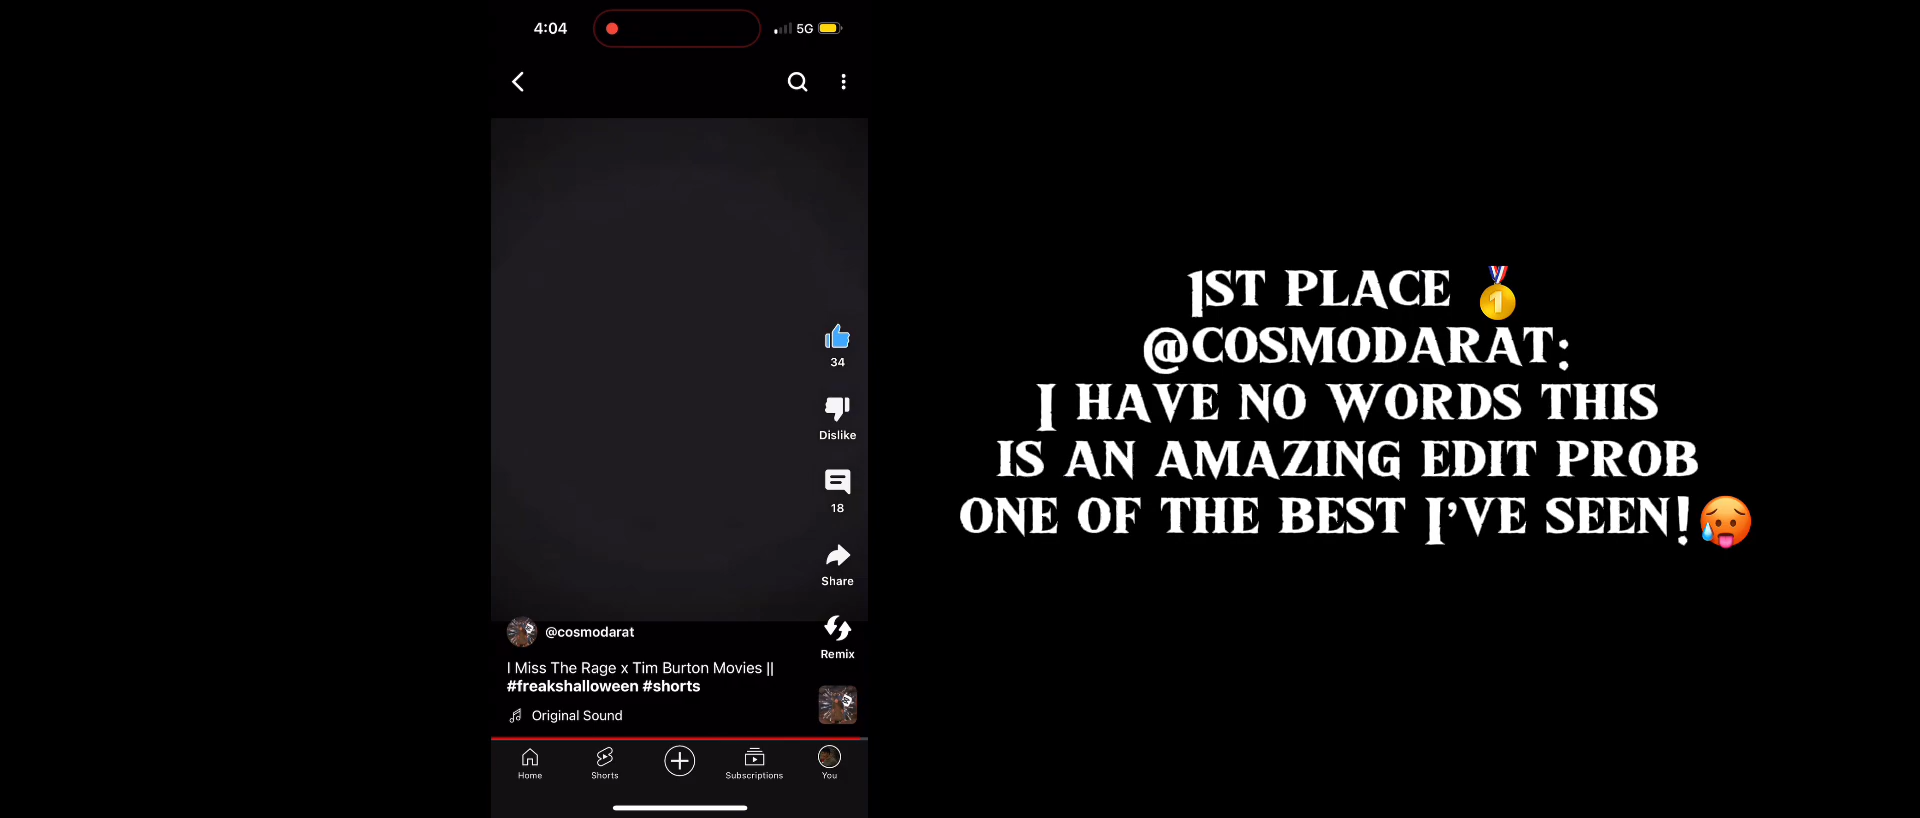 4:04
5G
34
Dislike
18
Share
@cosmodarat
Remix
I Miss The Rage x Tim Burton Movies ||
#freakshalloween #shorts
Original Sound
Home
Shorts
Subscriptions
You
1ST PLACE 🥇
@COSMODARAT:
I HAVE NO WORDS THIS
IS AN AMAZING EDIT PROB
ONE OF THE BEST I'VE SEEN!🥵